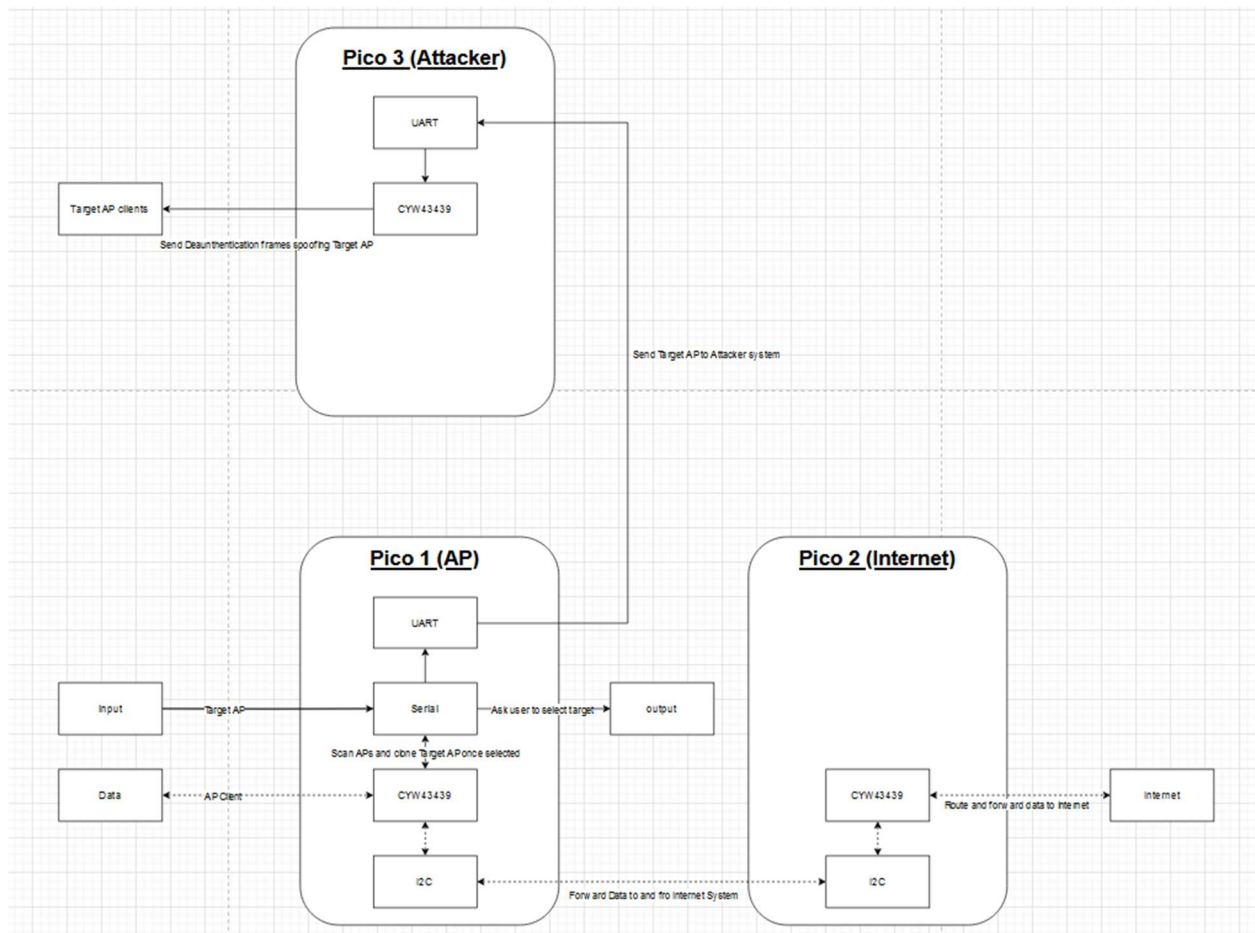 Pico 3 (Attacker)
UART
Target AP clients
CYW43439
Send Deaunthentication frames spoofing Target AP
Send Target AP to Attacker system
Pico 1 (AP)
Pico 2 (Internet)
UART
Input
Target AP
Serial
Ask user to select target
output
Scan APs and clone Target AP once selected
Data
AP Client
CYW43439
CYW43439
Route and forward data to Internet
Internet
I2C
Forward Data to and fro Internet System
I2C